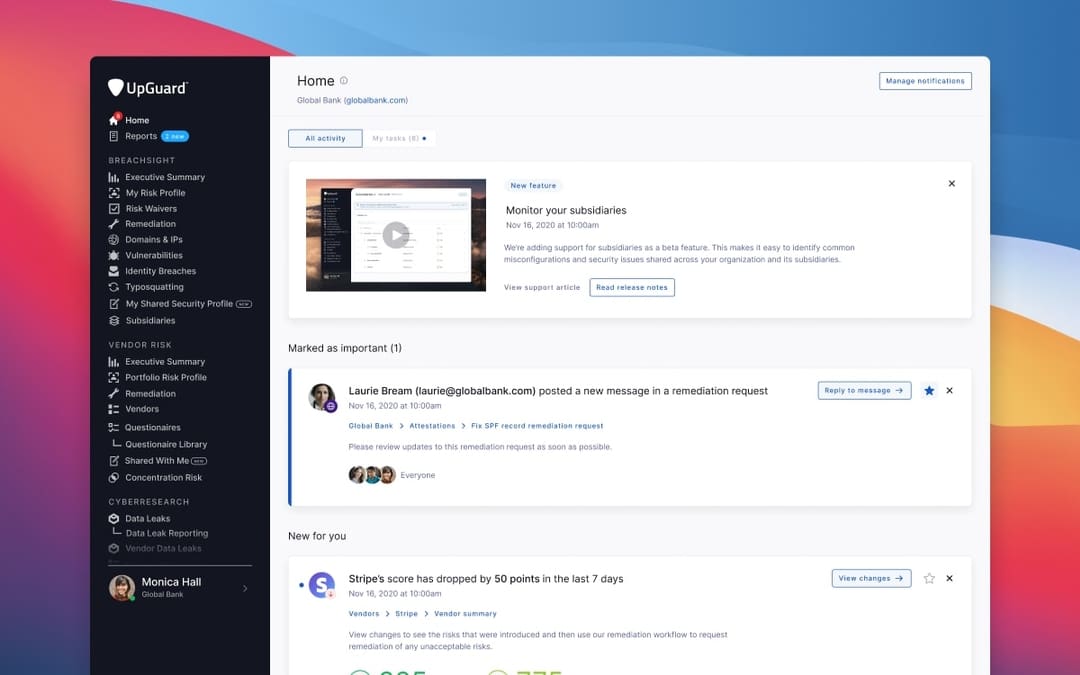 UpGuard
Home
Reports 2 new
BREACHSIGHT
Executive Summary
My Risk Profile
Risk Waivers
Remediation
Domains & IPs
Vulnerabilities
Identity Breaches
Typosquatting
My Shared Security Profile NEW
Subsidiaries
VENDOR RISK
Executive Summary
Portfolio Risk Profile
Remediation
Vendors
Questionaires
Questionaire Library
Shared With Me NEW
Concentration Risk
CYBERRESEARCH
Data Leaks
Data Leak Reporting
Vendor Data Leaks
Monica Hall
Global Bank
Home
Manage notifications
Global Bank (globalbank.com)
All activity
My tasks (6)
New feature
Monitor your subsidiaries
Nov 16, 2020 at 10:00am
We're adding support for subsidiaries as a beta feature. This makes it easy to identify common
misconfigurations and security issues shared across your organization and its subsidiaries.
View support article
Read release notes
Marked as important (1)
Laurie Bream (laurie@globalbank.com) posted a new message in a remediation request
Reply to message →
Nov 16, 2020 at 10:00am
Global Bank > Attestations > Fix SPF record remediation request
Please review updates to this remediation request as soon as possible.
Everyone
New for you
S
Stripe's score has dropped by 50 points in the last 7 days
View changes →
Nov 16, 2020 at 10:00am
Vendors > Stripe > Vendor summary
View changes to see the risks that were introduced and then use our remediation workflow to request
remediation of any unacceptable risks.